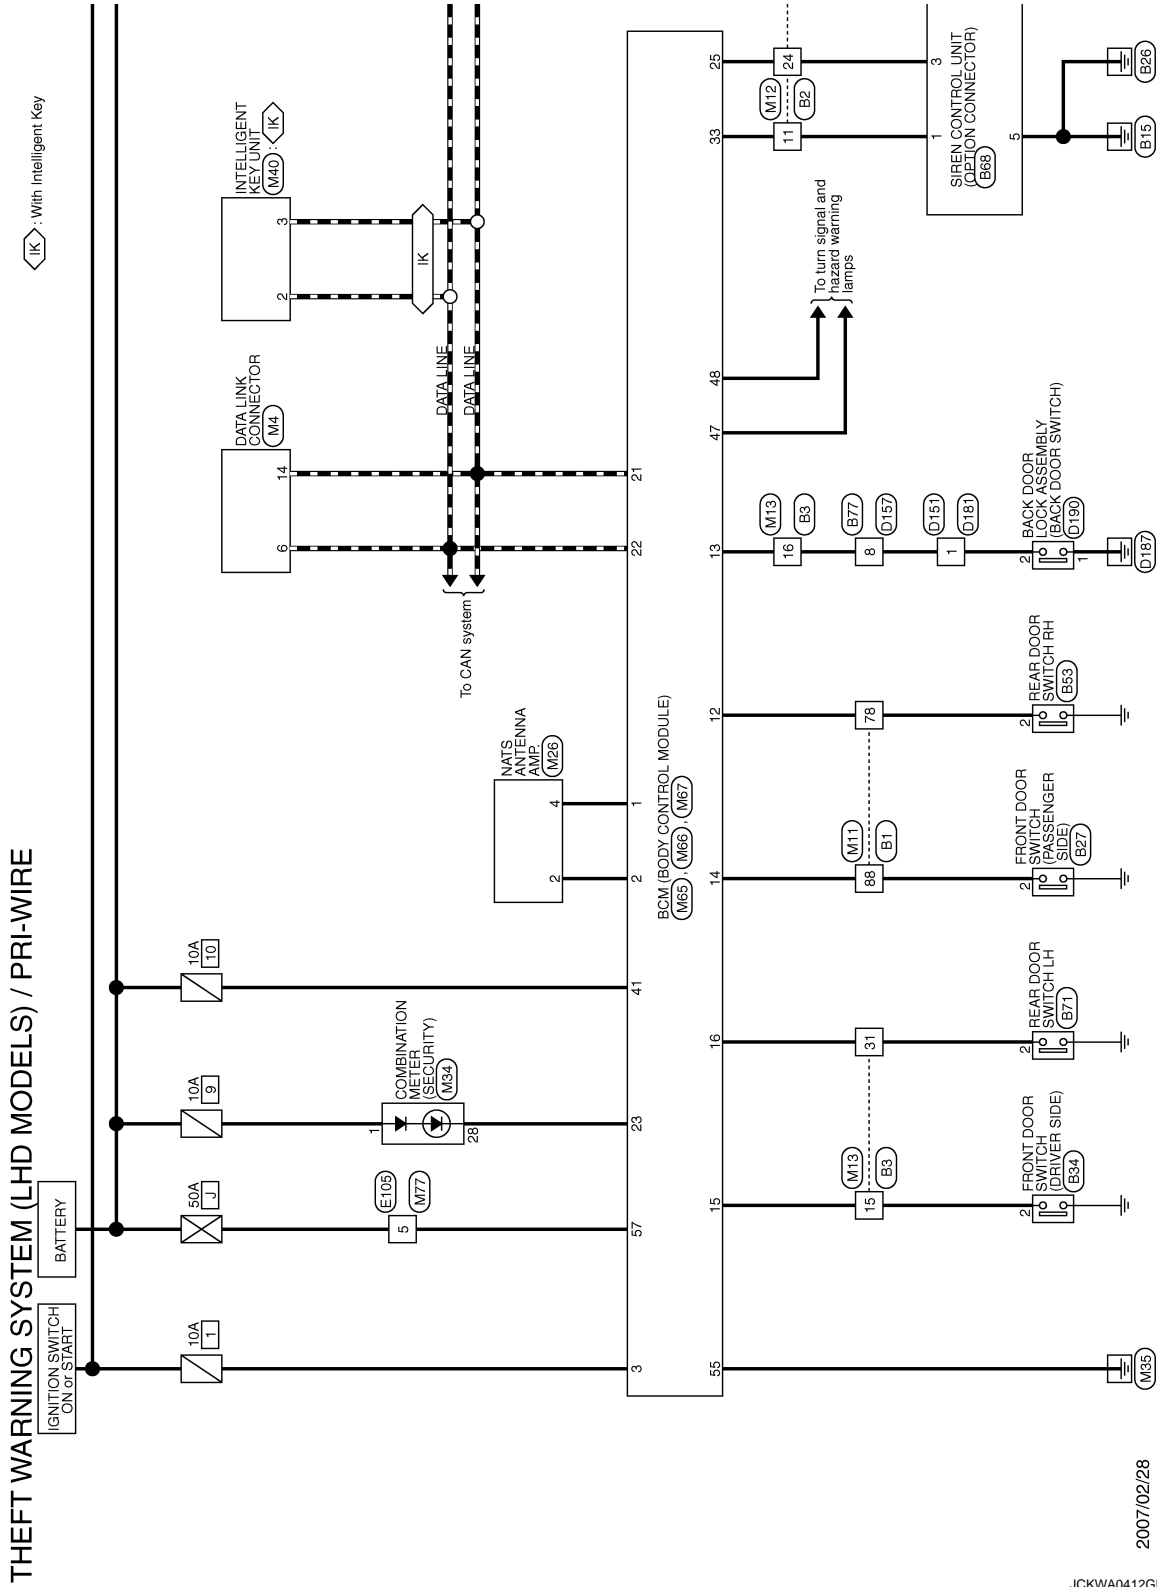 THEFT WARNING SYSTEM (LHD MODELS) / PRI-WIRE
IK : With Intelligent Key
IGNITION SWITCH
ON or START
BATTERY
10A
1
50A
J
10A
9
10A
10
E105
M77
5
1
COMBINATION
METER
(SECURITY)
M34
28
NATS
ANTENNA
AMP.
M26
2
4
DATA LINK
CONNECTOR
M4
6
14
INTELLIGENT
KEY UNIT
M40 : IK
2
3
IK
DATA LINE
DATA LINE
To CAN system
3
57
23
41
2
1
22
21
BCM (BODY CONTROL MODULE)
M65 , M66 , M67
55
15
16
14
12
13
47
48
33
25
M13
B3
15
31
M11
B1
88
78
M13
B3
16
B77
D157
8
D151
D181
1
To turn signal and
hazard warning
lamps
M12
B2
11
24
1
3
SIREN CONTROL UNIT
(OPTION CONNECTOR)
B68
5
FRONT DOOR
SWITCH
(DRIVER SIDE)
B34
2
REAR DOOR
SWITCH LH
B71
2
FRONT DOOR
SWITCH
(PASSENGER
SIDE)
B27
2
REAR DOOR
SWITCH RH
B53
2
BACK DOOR
LOCK ASSEMBLY
(BACK DOOR SWITCH)
D190
2
1
M35
D187
B15
B26
2007/02/28